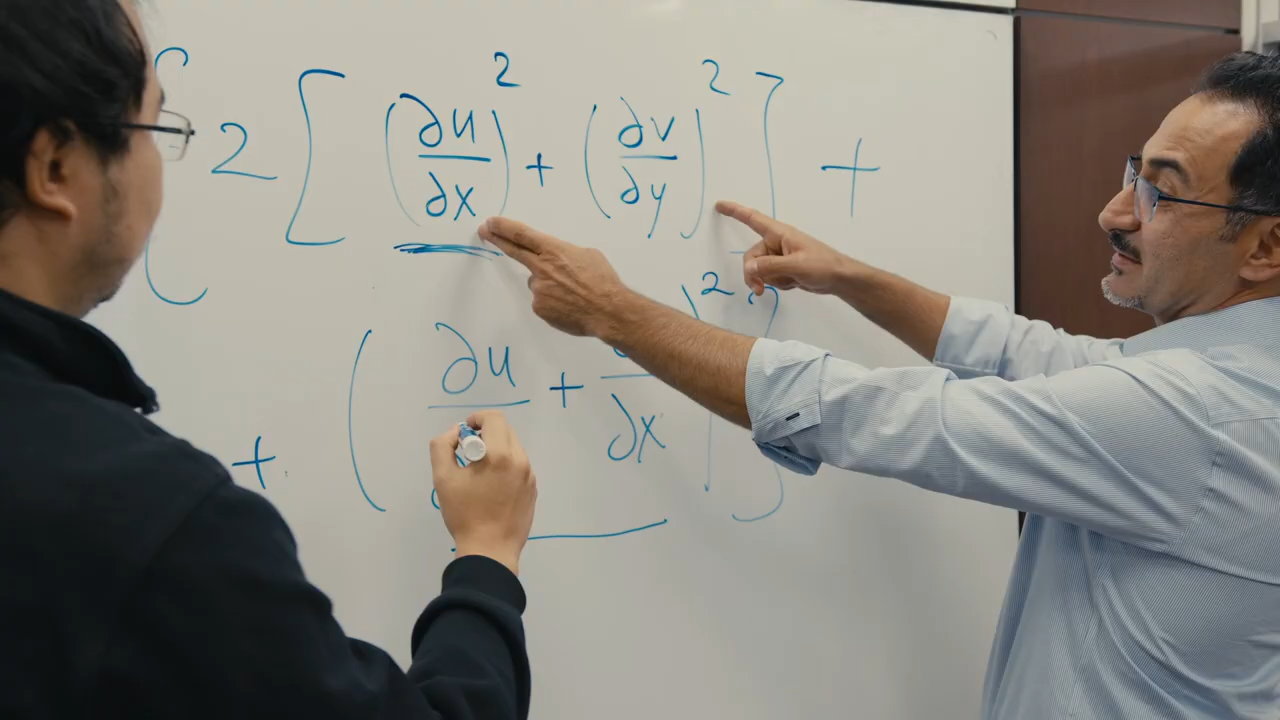 { 2 [ (∂u/∂x)² + (∂v/∂y)² ] +
+ ( ∂u/ + /∂x )² }